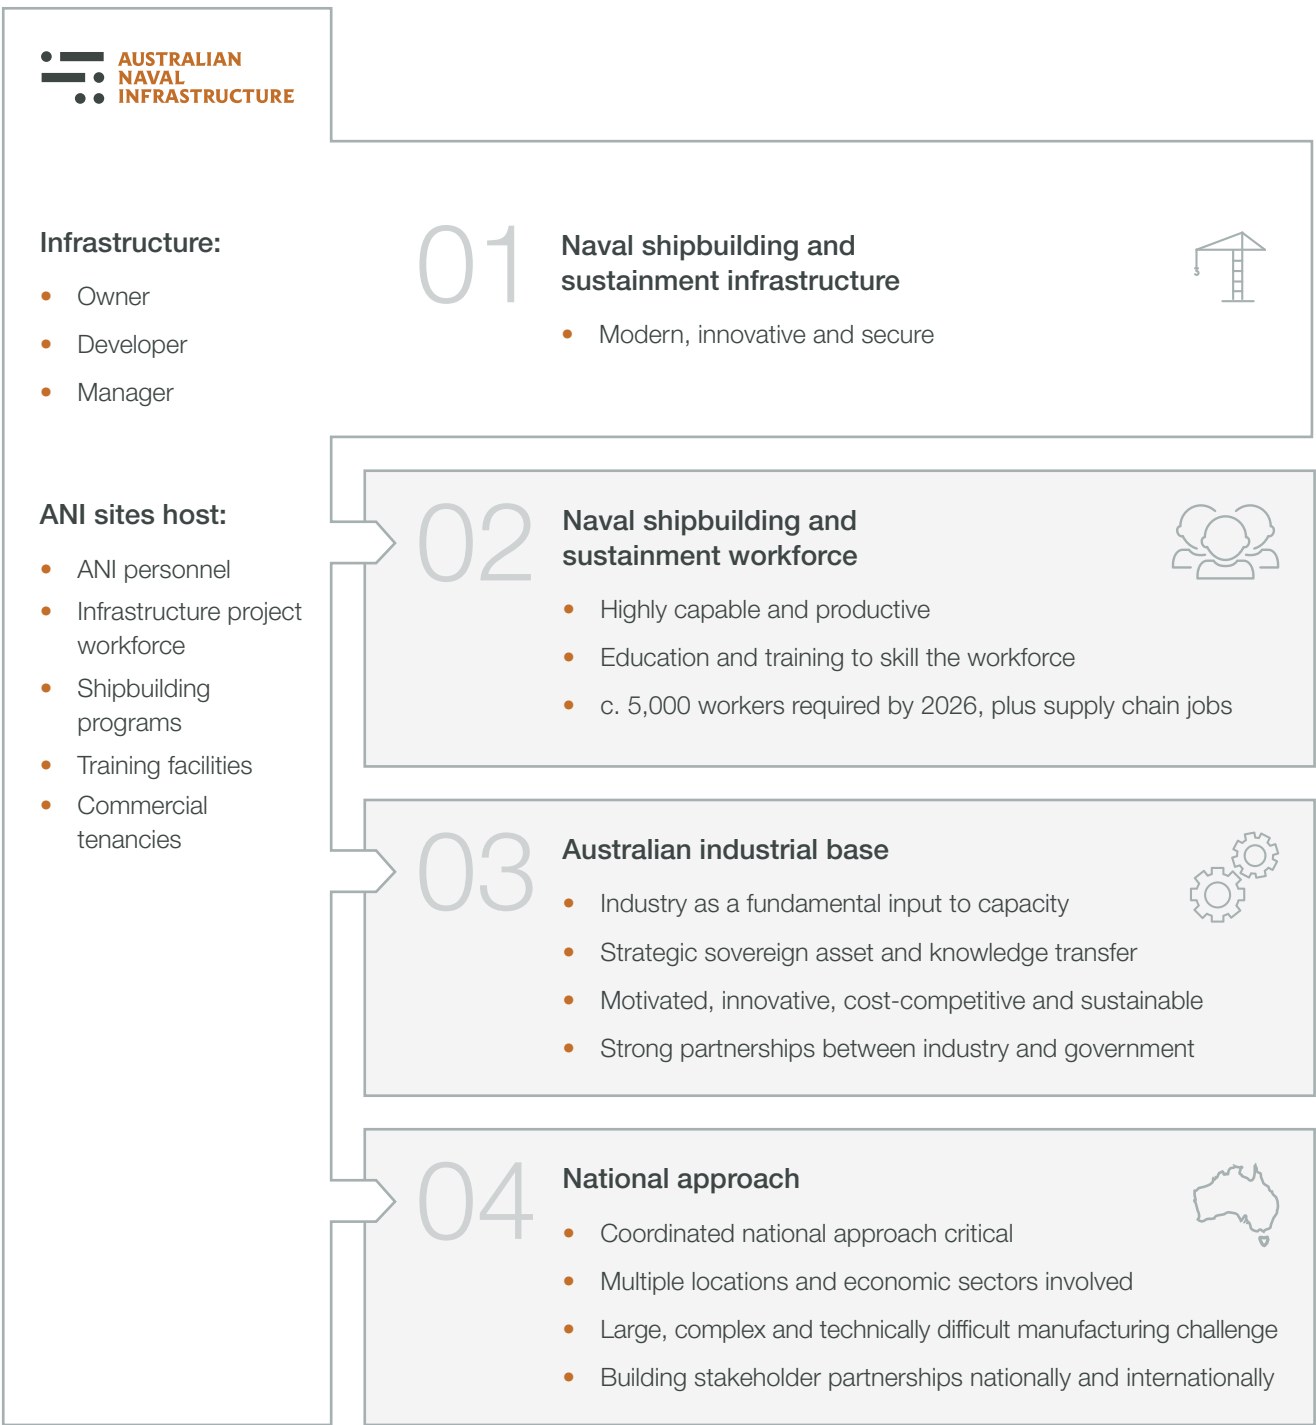 AUSTRALIAN
NAVAL
INFRASTRUCTURE
Infrastructure:
• Owner
• Developer
• Manager
ANI sites host:
• ANI personnel
• Infrastructure project
workforce
• Shipbuilding
programs
• Training facilities
• Commercial
tenancies
01
Naval shipbuilding and
sustainment infrastructure
• Modern, innovative and secure
02
Naval shipbuilding and
sustainment workforce
• Highly capable and productive
• Education and training to skill the workforce
• c. 5,000 workers required by 2026, plus supply chain jobs
03
Australian industrial base
• Industry as a fundamental input to capacity
• Strategic sovereign asset and knowledge transfer
• Motivated, innovative, cost-competitive and sustainable
• Strong partnerships between industry and government
04
National approach
• Coordinated national approach critical
• Multiple locations and economic sectors involved
• Large, complex and technically difficult manufacturing challenge
• Building stakeholder partnerships nationally and internationally